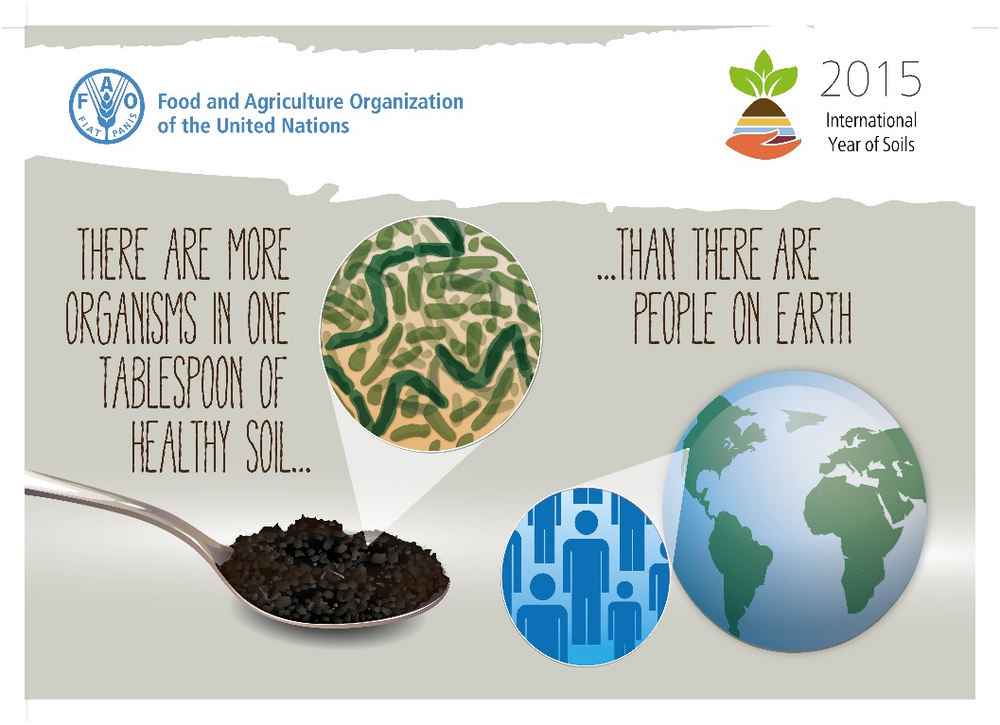 FAO
FIAT PANIS
Food and Agriculture Organization
of the United Nations
2015
International
Year of Soils
THERE ARE MORE
ORGANISMS IN ONE
TABLESPOON OF
HEALTHY SOIL...
...THAN THERE ARE
PEOPLE ON EARTH